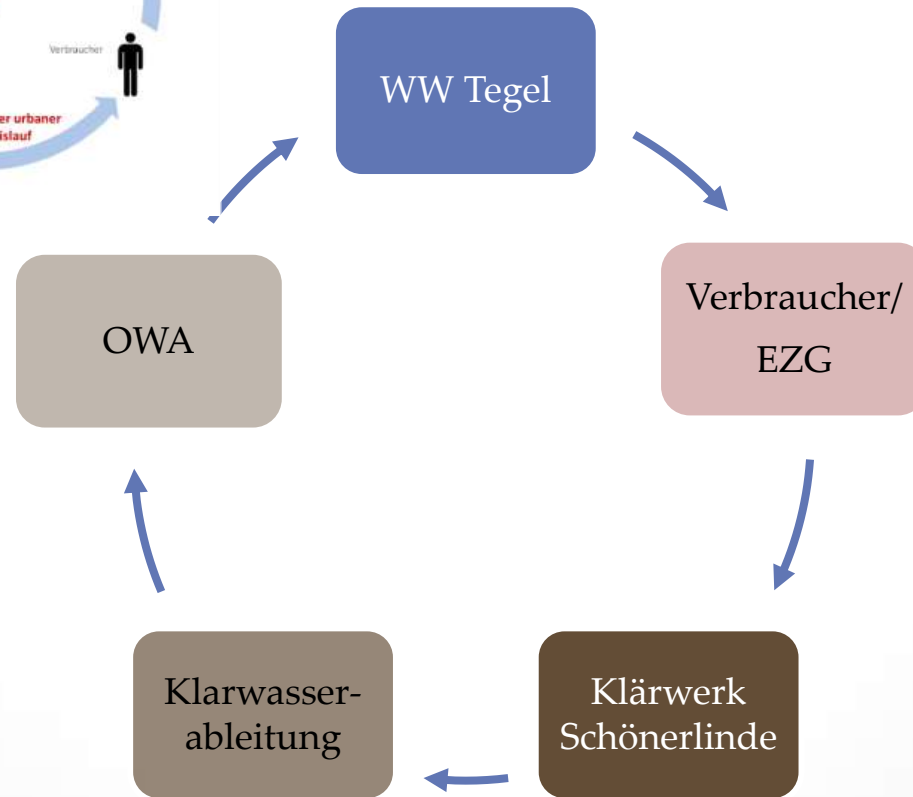 Verbraucher
er urbaner
islauf
WW Tegel
Verbraucher/
EZG
OWA
Klarwasser-
ableitung
Klärwerk
Schönerlinde